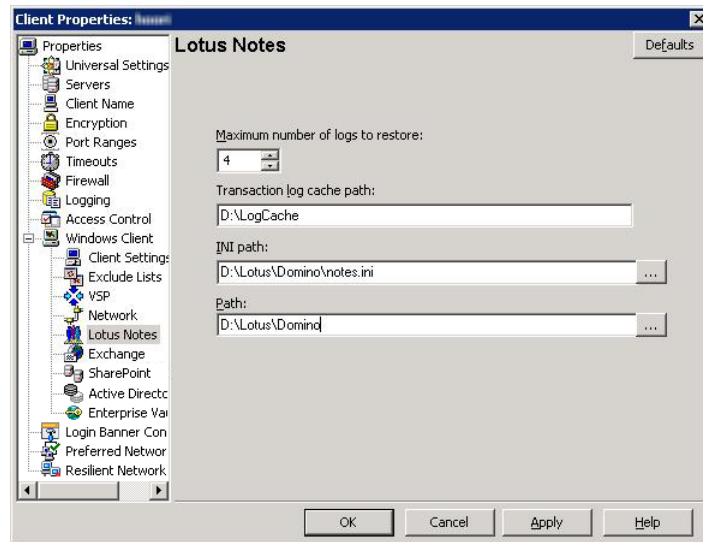 Client Properties:
Properties
Universal Settings
Servers
Client Name
Encryption
Port Ranges
Timeouts
Firewall
Logging
Access Control
Windows Client
Client Settings
Exclude Lists
VSP
Network
Lotus Notes
Exchange
SharePoint
Active Directc
Enterprise Vau
Login Banner Con
Preferred Networ
Resilient Network
Lotus Notes
Defaults
Maximum number of logs to restore:
4
Transaction log cache path:
D:\LogCache
INI path:
D:\Lotus\Domino\notes.ini
...
Path:
D:\Lotus\Domino
...
OK
Cancel
Apply
Help